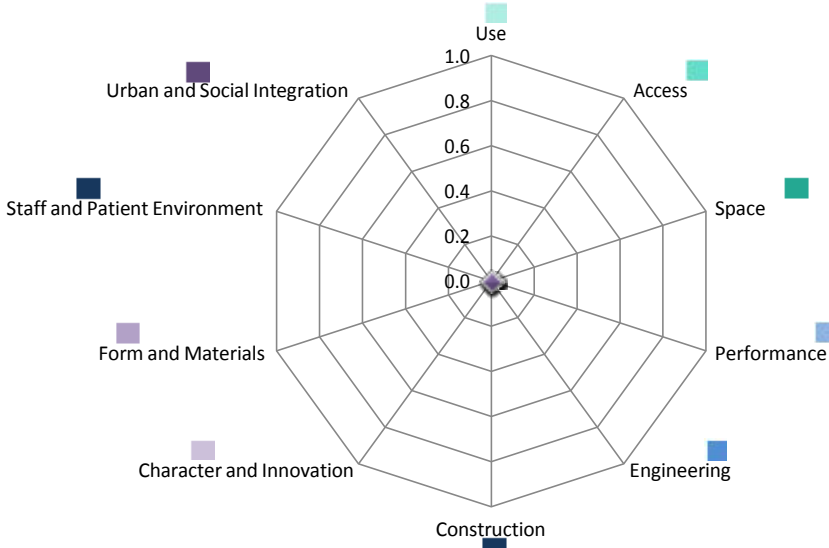 Use
1.0
Urban and Social Integration
Access
0.8
0.6
Staff and Patient Environment
0.4
Space
0.2
0.0
Form and Materials
Performance
Character and Innovation
Engineering
Construction